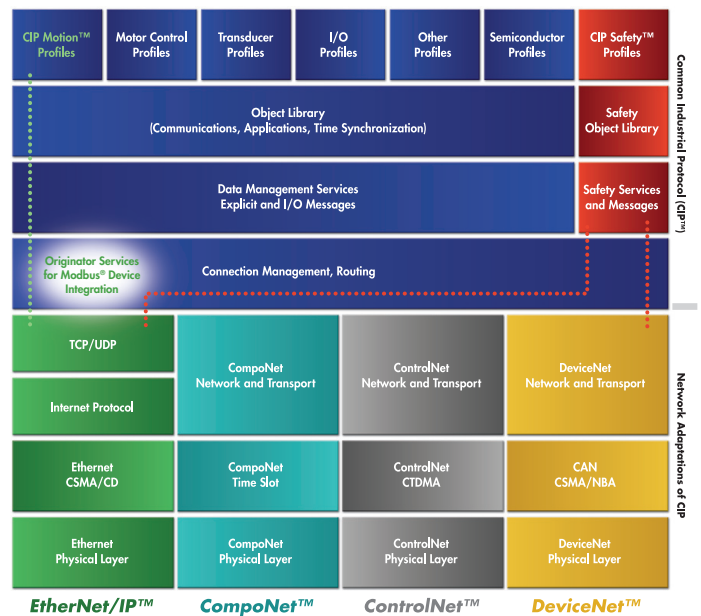 CIP Motion™
Profiles
Motor Control
Profiles
Transducer
Profiles
I/O
Profiles
Other
Profiles
Semiconductor
Profiles
CIP Safety™
Profiles
Object Library
(Communications, Applications, Time Synchronization)
Safety
Object Library
Data Management Services
Explicit and I/O Messages
Safety Services
and Messages
Originator Services
for Modbus® Device
Integration
Connection Management, Routing
Common Industrial Protocol (CIP™)
TCP/UDP
Internet Protocol
CompoNet
Network and Transport
ControlNet
Network and Transport
DeviceNet
Network and Transport
Ethernet
CSMA/CD
CompoNet
Time Slot
ControlNet
CTDMA
CAN
CSMA/NBA
Ethernet
Physical Layer
CompoNet
Physical Layer
ControlNet
Physical Layer
DeviceNet
Physical Layer
Network Adaptations of CIP
EtherNet/IP™
CompoNet™
ControlNet™
DeviceNet™